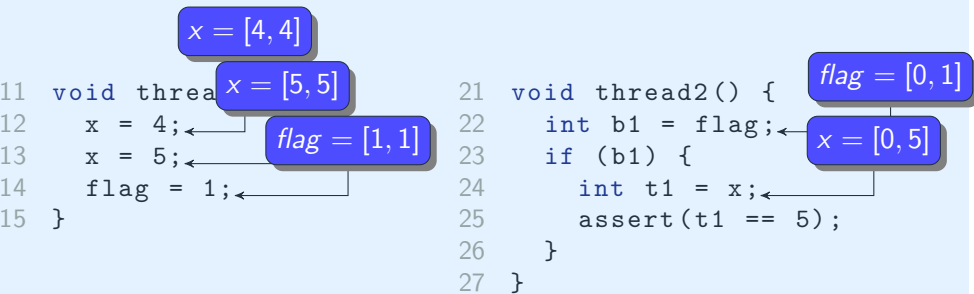 x = [4, 4]
x = [5, 5]
flag = [1, 1]
11 void threa
12 x = 4;
13 x = 5;
14 flag = 1;
15 }
flag = [0, 1]
x = [0, 5]
21 void thread2() {
22 int b1 = flag;
23 if (b1) {
24 int t1 = x;
25 assert(t1 == 5);
26 }
27 }